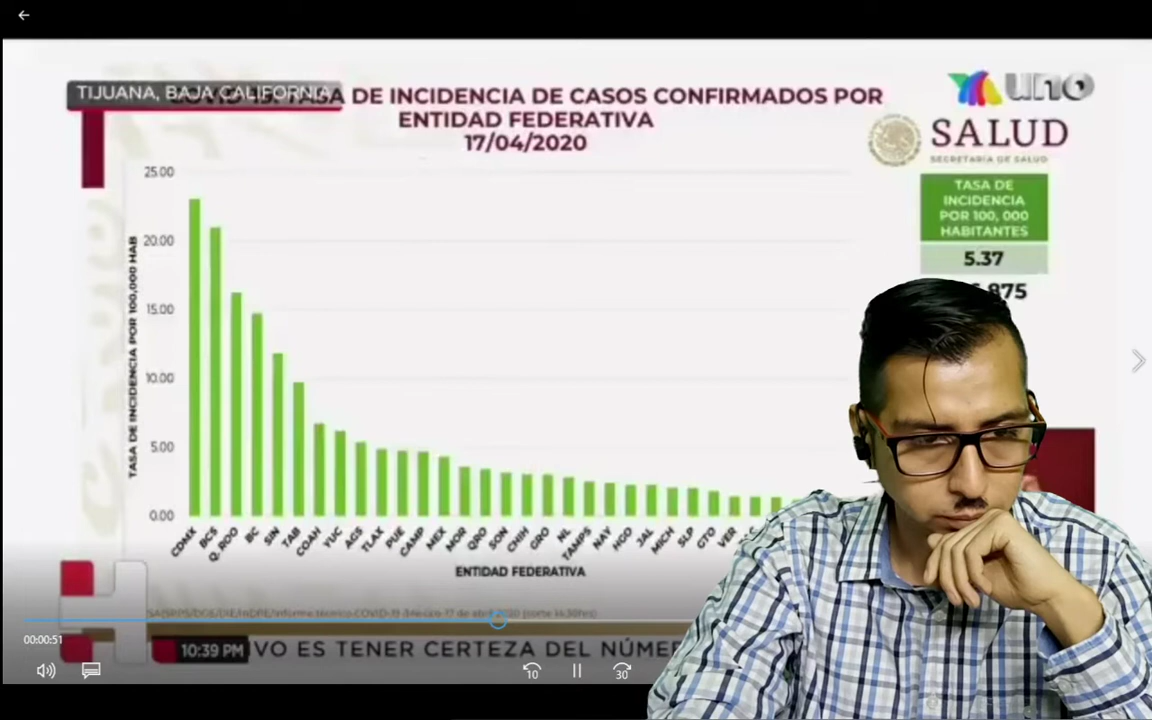 TIJUANA, BAJA CALIFORNIA
DE INCIDENCIA DE CASOS CONFIRMADOS POR
ENTIDAD FEDERATIVA
17/04/2020
uno
SALUD
SECRETARÍA DE SALUD
TASA DE
INCIDENCIA
POR 100, 000
HABITANTES
5.37
875
TASA DE INCIDENCIA POR 100,000 HAB
25.00
20.00
15.00
10.00
5.00
0.00
CDMX BCS Q. ROO BC SIN TAB COAH YUC AGS TLAX PUE CAMP MEX MOR QRO SON CHIH GRO NL TAMPS NAY HGO JAL MICH SLP GTO VER
ENTIDAD FEDERATIVA
00:00:51
10:39 PM
VO ES TENER CERTEZA DEL NÚME
10
30